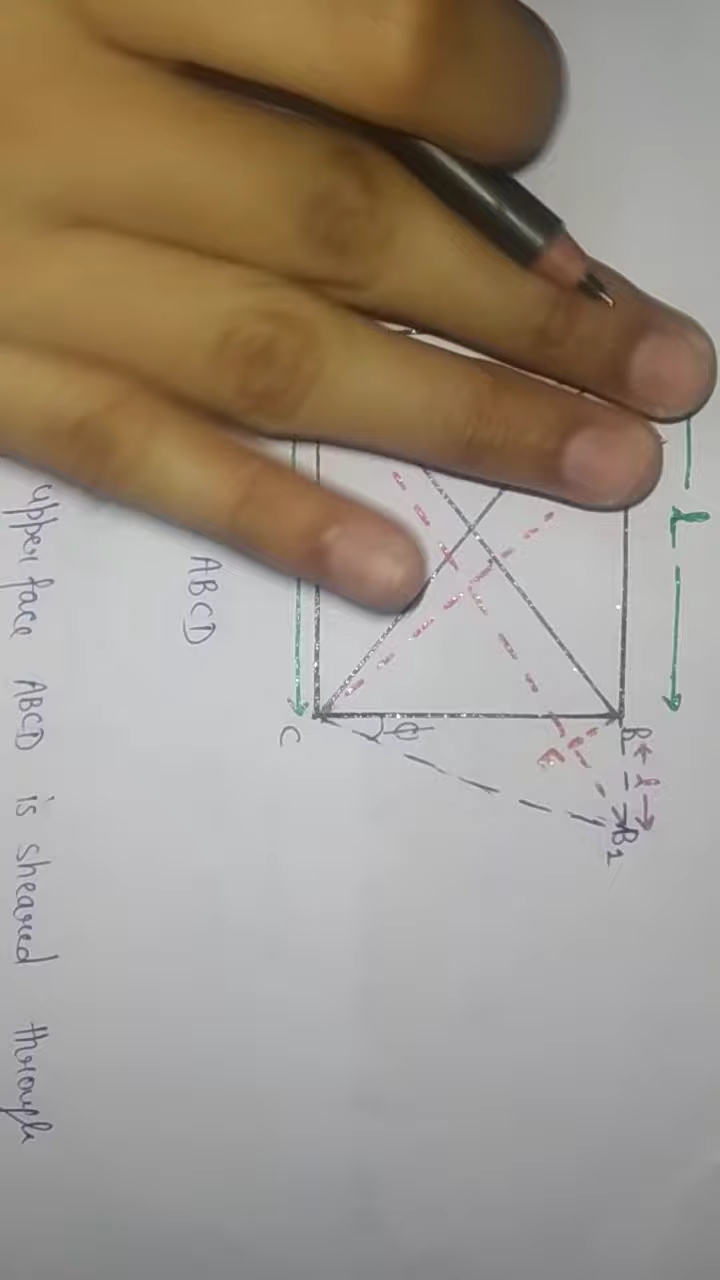 L
B ← l → B1
φ
C
ABCD
upper face ABCD is sheared through